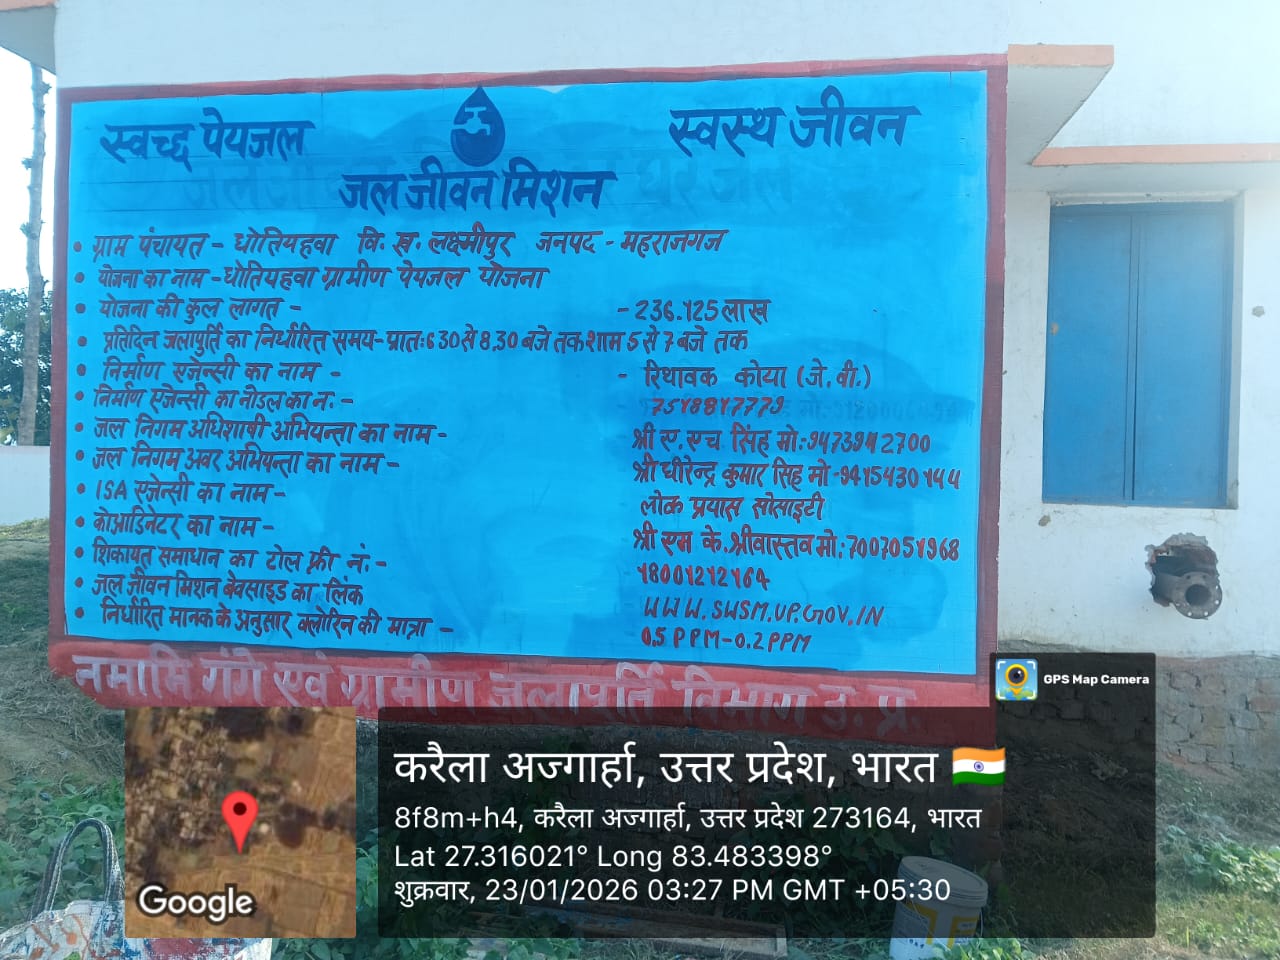 स्वच्छ पेयजल
स्वस्थ जीवन
जल जीवन मिशन
• ग्राम पंचायत - धोतियहवा वि. ख. लक्ष्मीपुर जनपद - महराजगज
• योजना का नाम - धोतियहवा ग्रामीण पेयजल योजना
• योजना की कुल लागत - - 236.125 लाख
• प्रतिदिन जलापुर्ति का निर्धारित समय - प्रातः 6 30 से 8.30 बजे तक शाम 5 से 7 बजे तक
• निर्माण एजेन्सी का नाम - - रिथावक कोया (जे. वी.)
• निर्माण एजेन्सी का नोडल का न. -
• जल निगम अधिशाषी अभियन्ता का नाम - श्री ए. एच सिंह मो:- 9473942700
• जल निगम अवर अभियन्ता का नाम - श्री धीरेन्द्र कुमार सिह मो - 9415430144
• ISA एजेन्सी का नाम - लोक प्रयास सोसाइटी
• कोआडिनेटर का नाम - श्री एम के. श्रीवास्तव मो.: 7007051968
• शिकायत समाधान का टोल फ्री नं. - 18001212164
• जल जीवन मिशन बेवसाइड का लिंक WWW.SWSM.UP.GOV.IN
• निर्धारित मानक के अनुसार क्लोरिन की मात्रा - 0.5 PPM - 0.2 PPM
नमामि गंगे एवं ग्रामीण जलापुर्ति विभाग उ. प्र.
GPS Map Camera
करैला अज्गार्हा, उत्तर प्रदेश, भारत
8f8m+h4, करैला अज्गार्हा, उत्तर प्रदेश 273164, भारत
Lat 27.316021° Long 83.483398°
शुक्रवार, 23/01/2026 03:27 PM GMT +05:30
Google